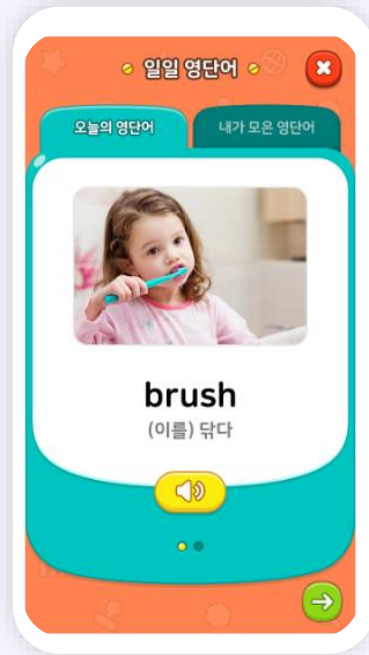 일일 영단어
오늘의 영단어
내가 모은 영단어
brush
(이를) 닦다